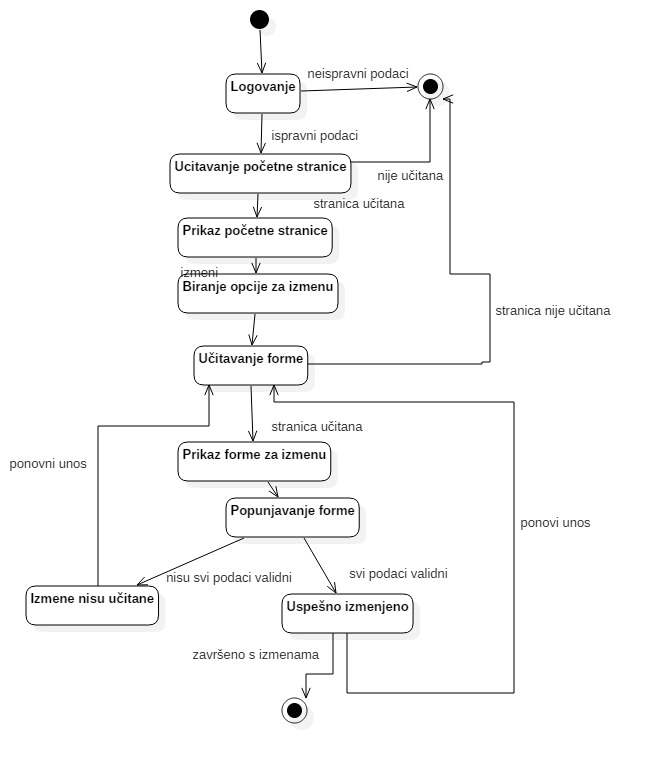 neispravni podaci
Logovanje
ispravni podaci
Ucitavanje početne stranice
nije učitana
stranica učitana
Prikaz početne stranice
izmeni
Biranje opcije za izmenu
stranica nije učitana
Učitavanje forme
stranica učitana
Prikaz forme za izmenu
ponovni unos
Popunjavanje forme
ponovi unos
nisu svi podaci validni
svi podaci validni
Izmene nisu učitane
Uspešno izmenjeno
završeno s izmenama